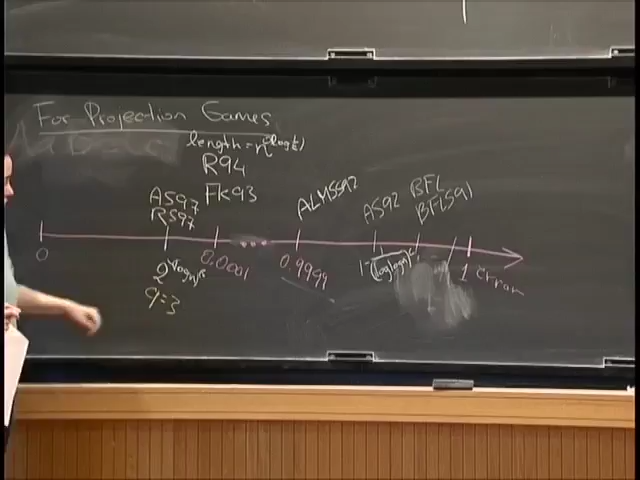 For Projection Games
length = n^O(log 1/ε)
R94
FK93
AS97
RS97
ALMSS92
AS92
BFL
BFLS91
0
0.0001
...
0.9999
1 error
q=3